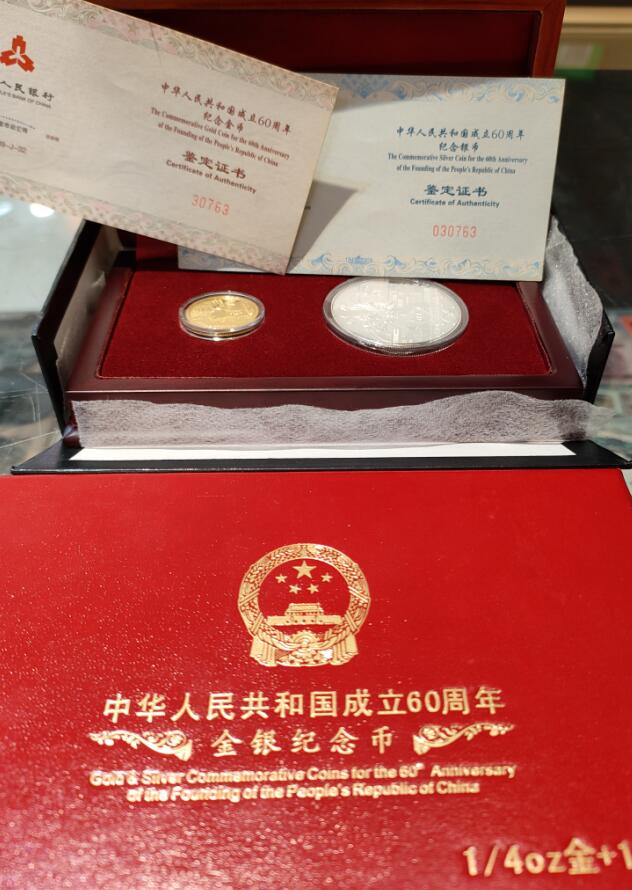 人民银行
中华人民共和国成立60周年
纪念金币
The Commemorative Gold Coin for the 60th Anniversary
of the Founding of the People's Republic of China
鉴定证书
Certificate of Authenticity
30763
中华人民共和国成立60周年
纪念银币
The Commemorative Silver Coin for the 60th Anniversary
of the Founding of the People's Republic of China
鉴定证书
Certificate of Authenticity
030763
中华人民共和国成立60周年
金银纪念币
Gold & Silver Commemorative Coins for the 60th Anniversary
of the Founding of the People's Republic of China
1/4oz金+1